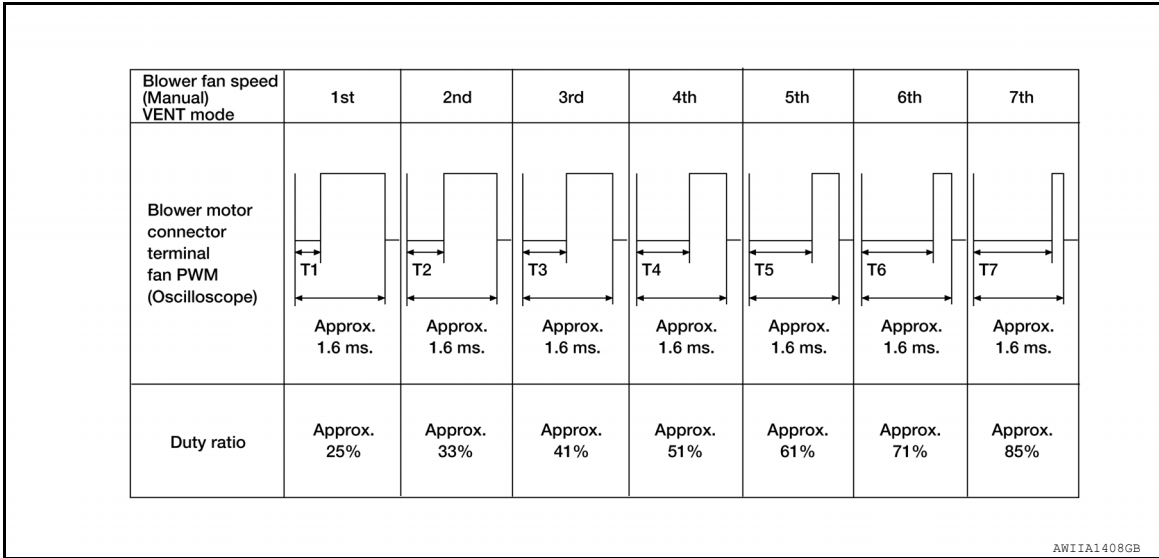 Blower fan speed
(Manual)
VENT mode
1st
2nd
3rd
4th
5th
6th
7th
Blower motor
connector
terminal
fan PWM
(Oscilloscope)
T1
T2
T3
T4
T5
T6
T7
Approx.
1.6 ms.
Approx.
1.6 ms.
Approx.
1.6 ms.
Approx.
1.6 ms.
Approx.
1.6 ms.
Approx.
1.6 ms.
Approx.
1.6 ms.
Duty ratio
Approx.
25%
Approx.
33%
Approx.
41%
Approx.
51%
Approx.
61%
Approx.
71%
Approx.
85%
AWIIA1408GB